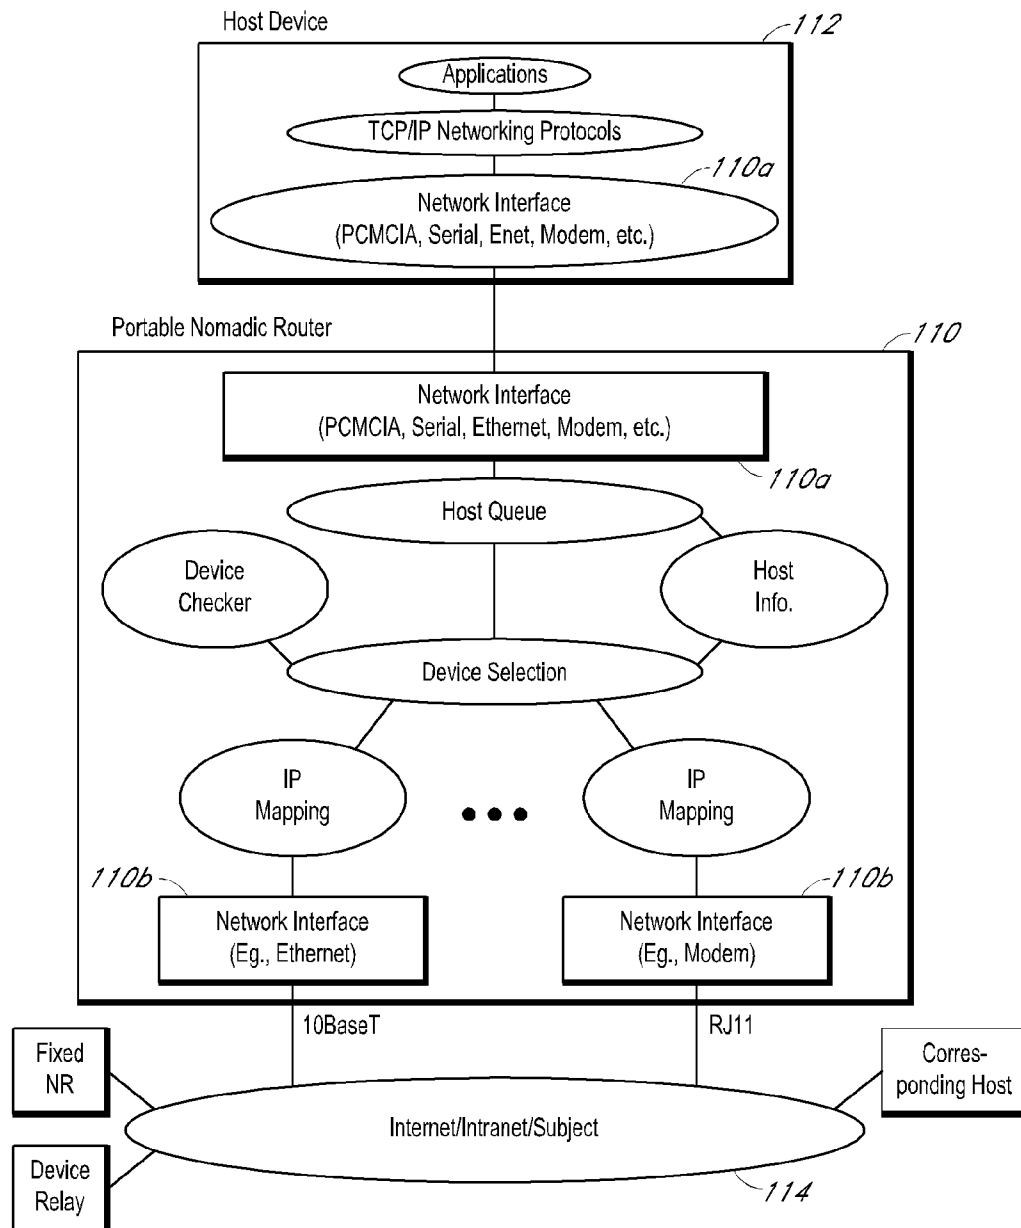 Host Device
112
Applications
TCP/IP Networking Protocols
110a
Network Interface
(PCMCIA, Serial, Enet, Modem, etc.)
Portable Nomadic Router
110
Network Interface
(PCMCIA, Serial, Ethernet, Modem, etc.)
110a
Host Queue
Device
Checker
Host
Info.
Device Selection
IP
Mapping
IP
Mapping
110b
110b
Network Interface
(Eg., Ethernet)
Network Interface
(Eg., Modem)
10BaseT
RJ11
Fixed
NR
Corres-
ponding Host
Internet/Intranet/Subject
Device
Relay
114